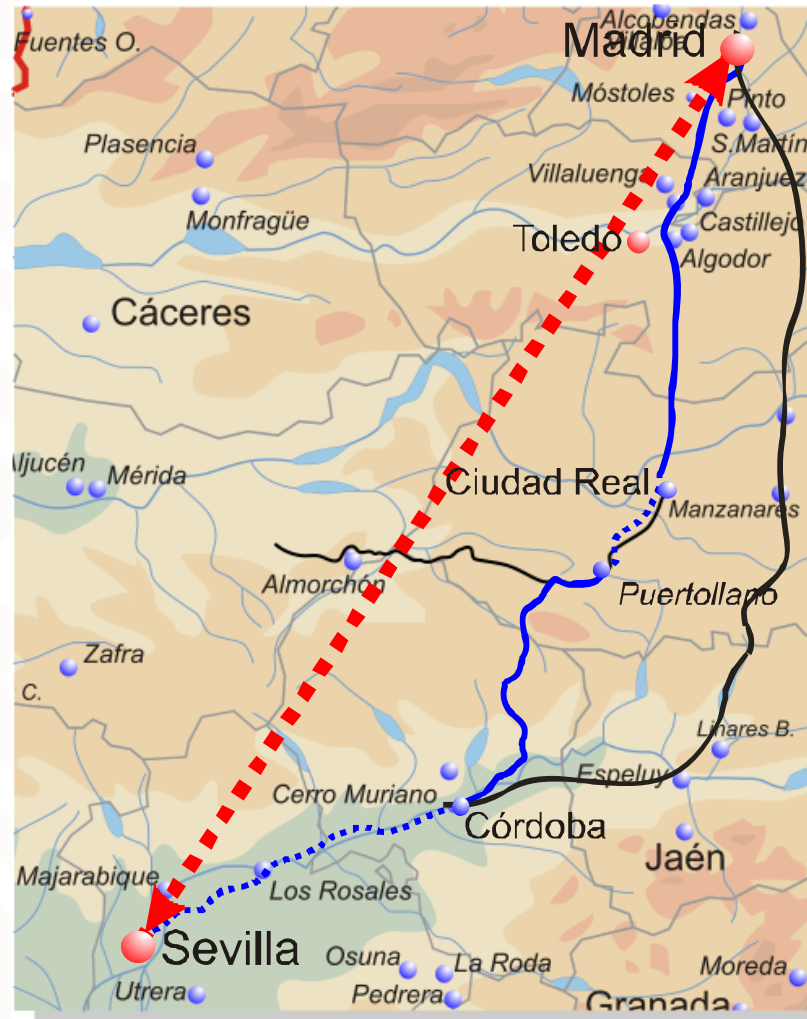 Alcobendas
Villalba
Fuentes O.
Madrid
Móstoles
Pinto
Plasencia
S.Martín
Villaluenga
Aranjuez
Monfragüe
Toledo
Castillejo
Algodor
Cáceres
Aljucén
Mérida
Ciudad Real
Manzanares
Almorchón
Puertollano
Zafra
C.
Linares B.
Cerro Muriano
Espeluy
Córdoba
Jaén
Majarabique
Los Rosales
Sevilla
Osuna
La Roda
Moreda
Utrera
Pedrera
Granada